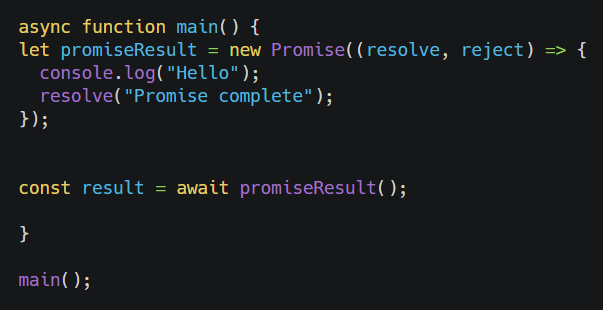 async function main() {
let promiseResult = new Promise((resolve, reject) => {
  console.log("Hello");
  resolve("Promise complete");
});
const result = await promiseResult();
}
main();